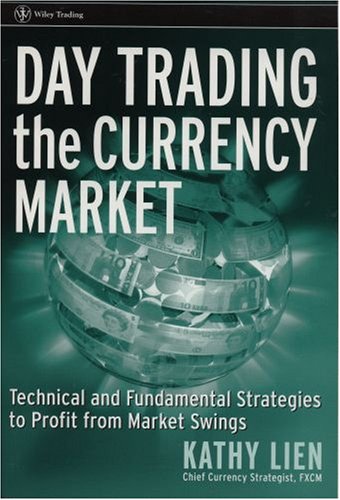 Wiley Trading
DAY TRADING
the CURRENCY
MARKET
Technical and Fundamental Strategies
to Profit from Market Swings
KATHY LIEN
Chief Currency Strategist, FXCM